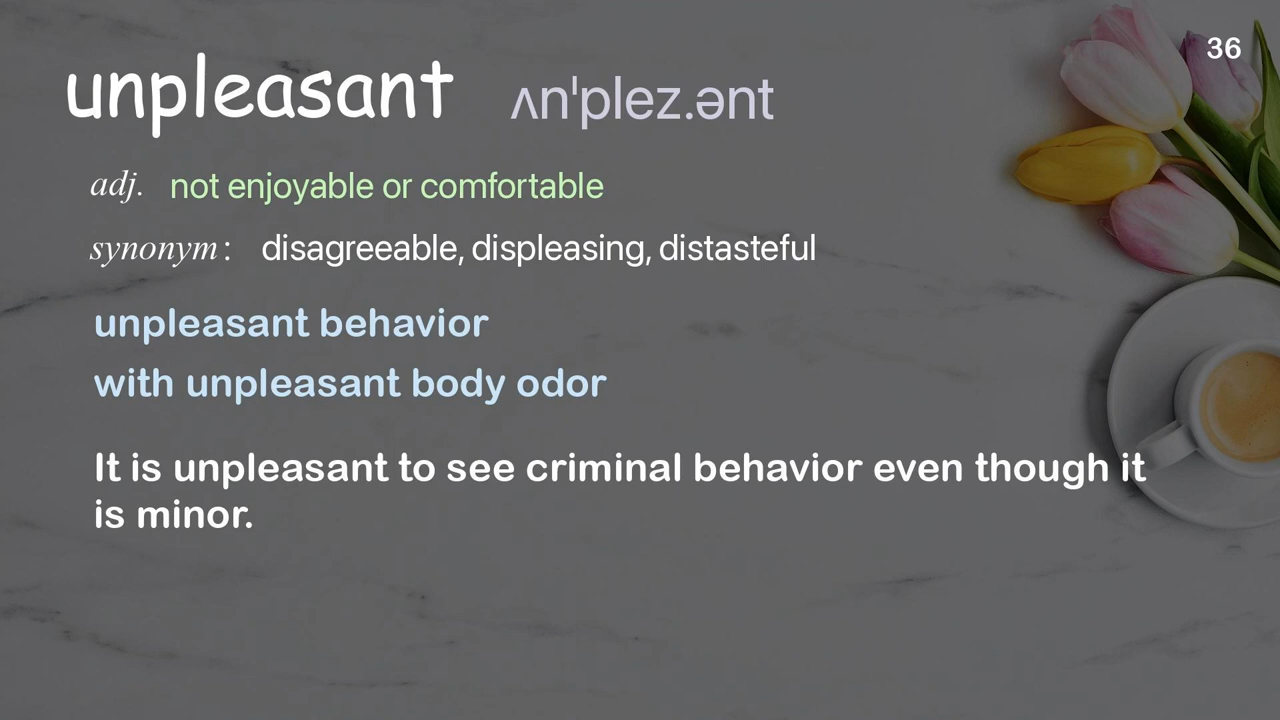 36
unpleasant ʌnˈplez.ənt
adj. not enjoyable or comfortable
synonym: disagreeable, displeasing, distasteful
unpleasant behavior
with unpleasant body odor
It is unpleasant to see criminal behavior even though it
is minor.